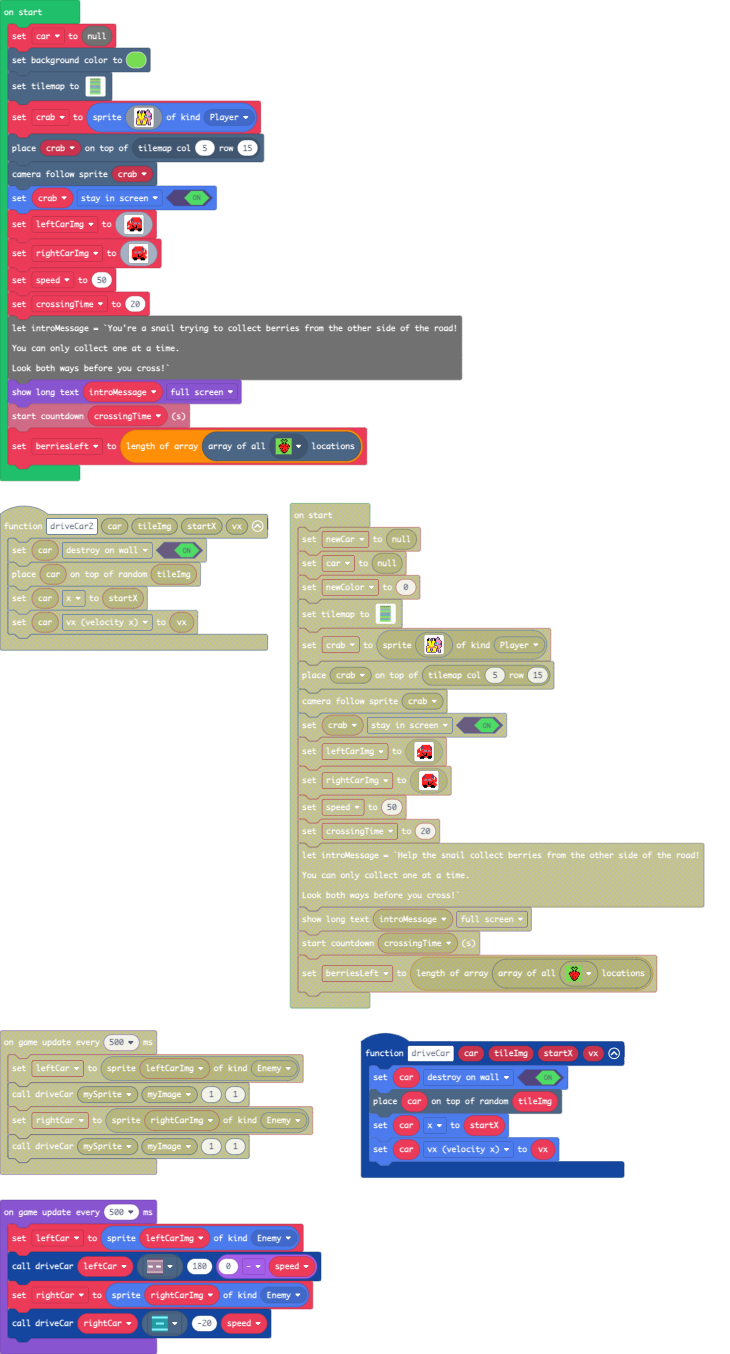 on start
set car to null
set background color to
set tilemap to
set crab to sprite of kind Player
place crab on top of tilemap col 5 row 15
camera follow sprite crab
set crab stay in screen ON
set leftCarImg to
set rightCarImg to
set speed to 50
set crossingTime to 20
let introMessage = `You're a snail trying to collect berries from the other side of the road!
You can only collect one at a time.
Look both ways before you cross!`
show long text introMessage full screen
start countdown crossingTime (s)
set berriesLeft to length of array array of all locations
function driveCar2 car tileImg startX vx
set car destroy on wall ON
place car on top of random tileImg
set car x to startX
set car vx (velocity x) to vx
on start
set newCar to null
set car to null
set newColor to 0
set tilemap to
set crab to sprite of kind Player
place crab on top of tilemap col 5 row 15
camera follow sprite crab
set crab stay in screen ON
set leftCarImg to
set rightCarImg to
set speed to 50
set crossingTime to 20
let introMessage = `Help the snail collect berries from the other side of the road!
You can only collect one at a time.
Look both ways before you cross!`
show long text introMessage full screen
start countdown crossingTime (s)
set berriesLeft to length of array array of all locations
on game update every 500 ms
set leftCar to sprite leftCarImg of kind Enemy
call driveCar mySprite myImage 1 1
set rightCar to sprite rightCarImg of kind Enemy
call driveCar mySprite myImage 1 1
function driveCar car tileImg startX vx
set car destroy on wall ON
place car on top of random tileImg
set car x to startX
set car vx (velocity x) to vx
on game update every 500 ms
set leftCar to sprite leftCarImg of kind Enemy
call driveCar leftCar 180 0 - speed
set rightCar to sprite rightCarImg of kind Enemy
call driveCar rightCar -20 speed